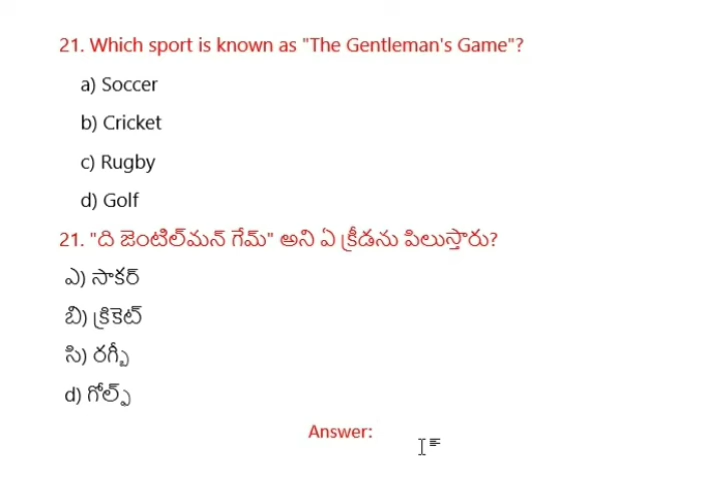 21. Which sport is known as "The Gentleman's Game"?
a) Soccer
b) Cricket
c) Rugby
d) Golf
21. "ది జెంటిల్‌మన్ గేమ్" అని ఏ క్రీడను పిలుస్తారు?
ఎ) సాకర్
బి) క్రికెట్
సి) రగ్బీ
d) గోల్ఫ్
Answer: